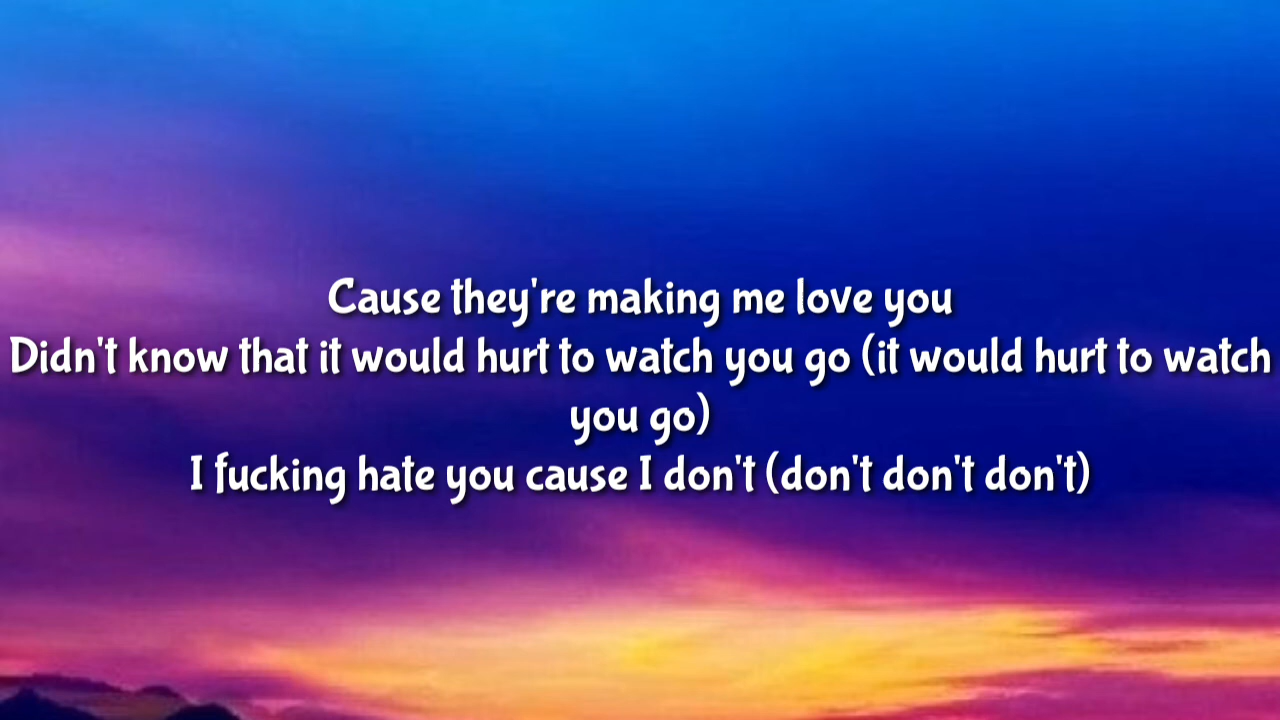 Cause they're making me love you
Didn't know that it would hurt to watch you go (it would hurt to watch
you go)
I fucking hate you cause I don't (don't don't don't)